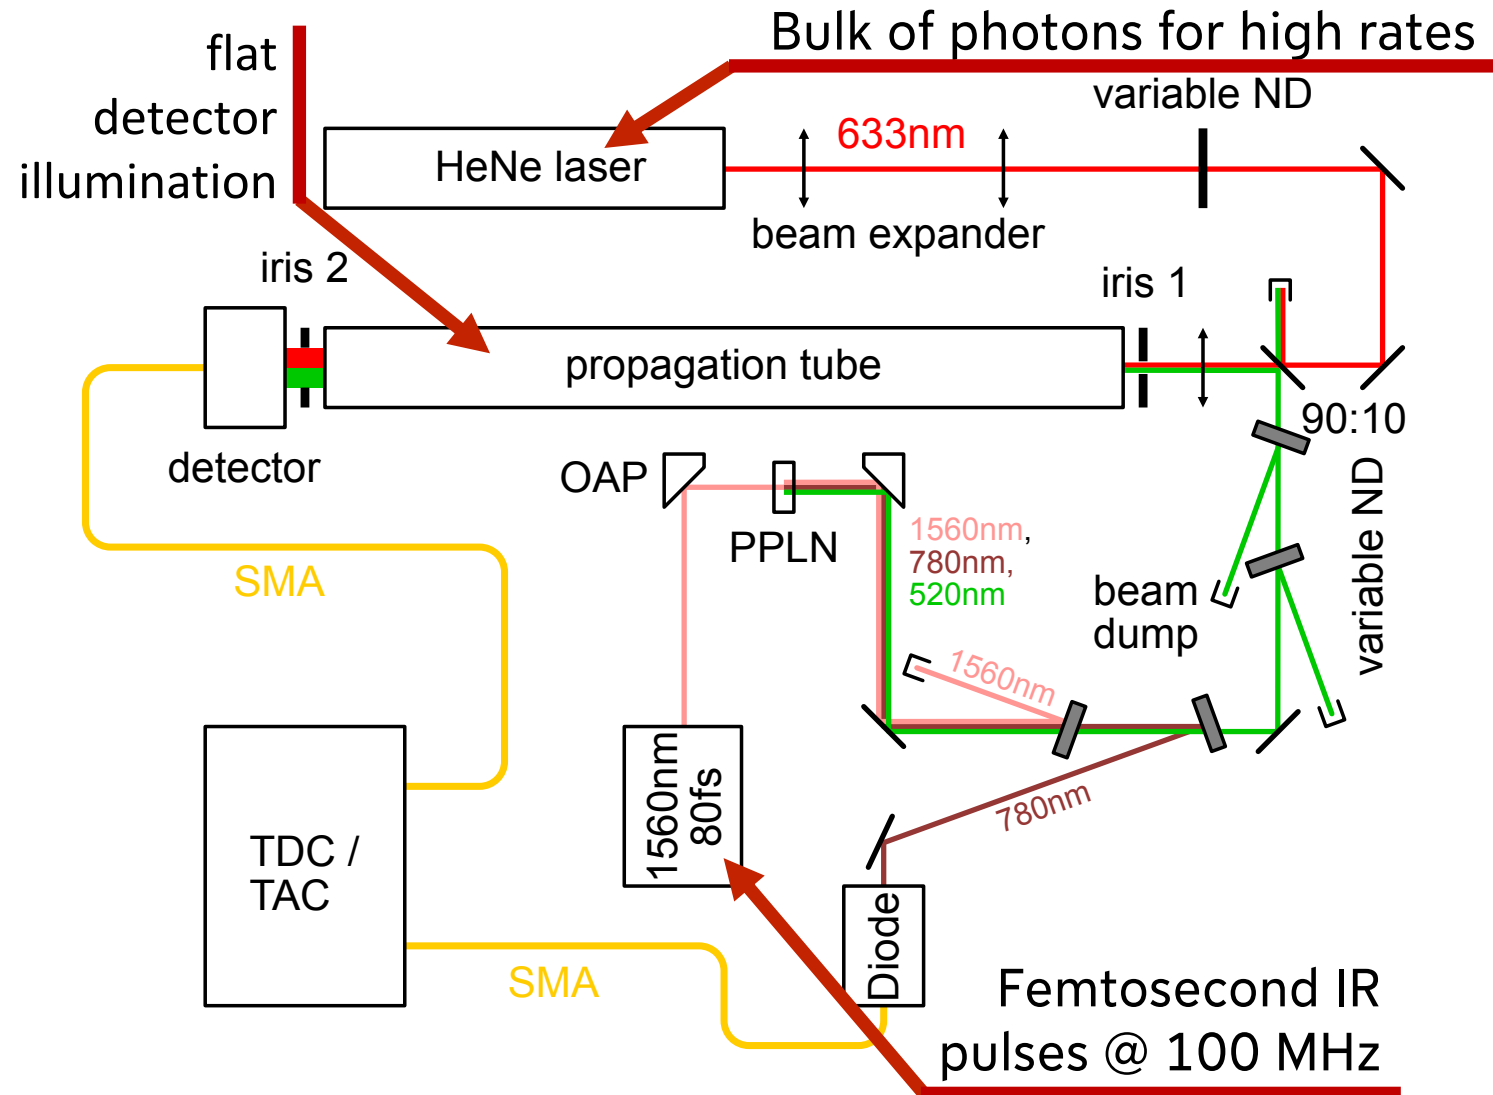 Bulk of photons for high rates
flat
detector
illumination
variable ND
633nm
HeNe laser
beam expander
iris 2
iris 1
propagation tube
90:10
detector
OAP
PPLN
1560nm,
780nm,
520nm
variable ND
beam
dump
SMA
1560nm
1560nm
80fs
780nm
TDC /
TAC
Diode
SMA
Femtosecond IR
pulses @ 100 MHz